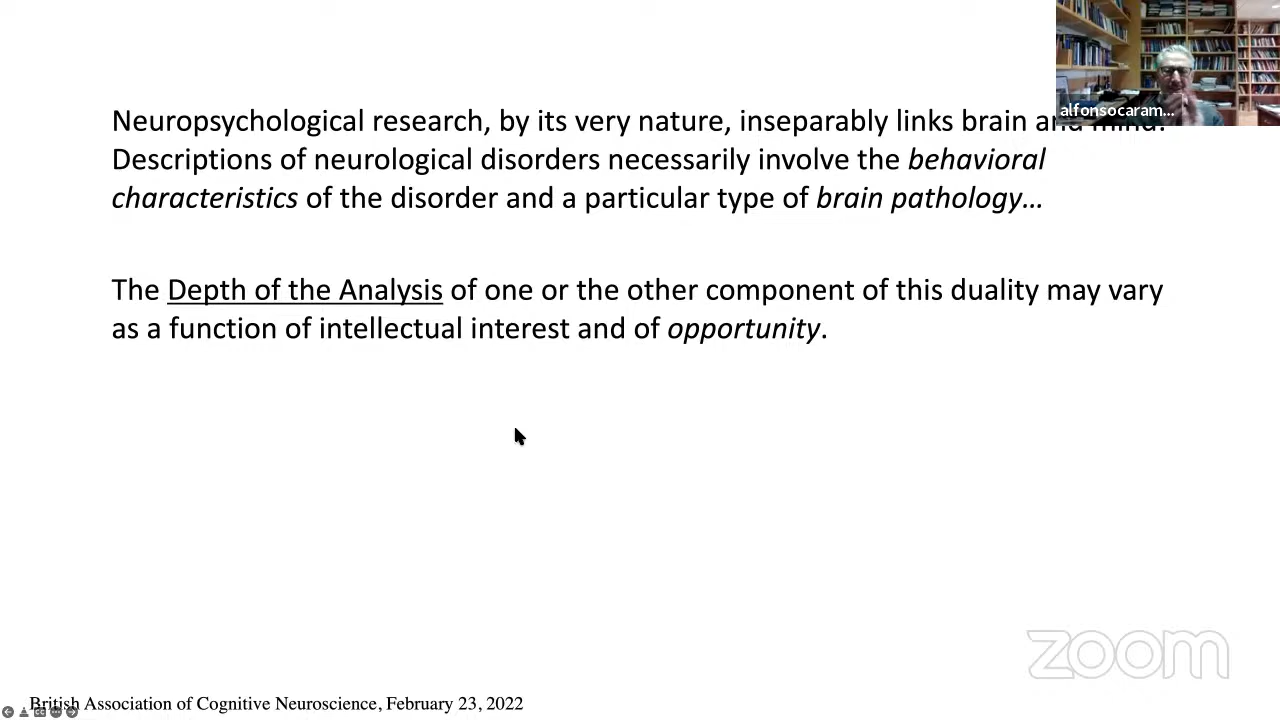 alfonsocaram...
Neuropsychological research, by its very nature, inseparably links brain and mind.
Descriptions of neurological disorders necessarily involve the behavioral
characteristics of the disorder and a particular type of brain pathology…
The Depth of the Analysis of one or the other component of this duality may vary
as a function of intellectual interest and of opportunity.
zoom
British Association of Cognitive Neuroscience, February 23, 2022